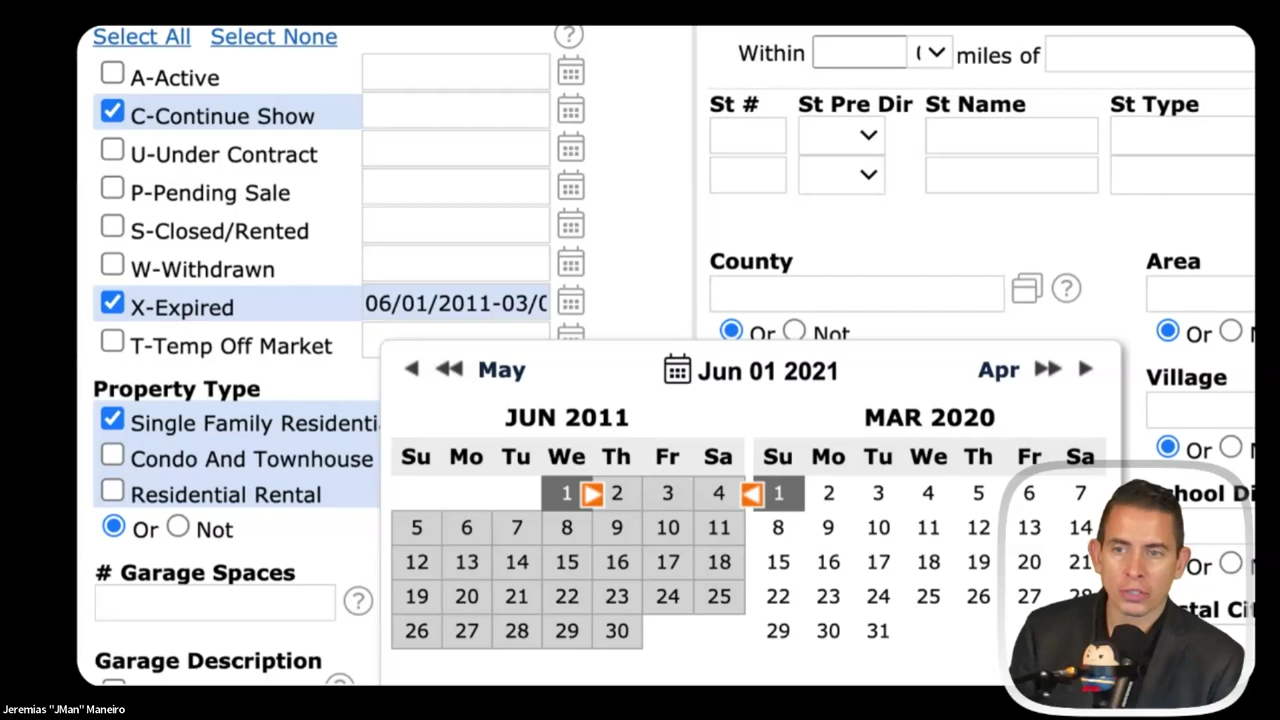 Select All Select None
A-Active
C-Continue Show
U-Under Contract
P-Pending Sale
S-Closed/Rented
W-Withdrawn
X-Expired 06/01/2011-03/0
T-Temp Off Market
Property Type
Single Family Residenti
Condo And Townhouse
Residential Rental
Or Not
# Garage Spaces
Garage Description
Within ( miles of
St # St Pre Dir St Name St Type
County Area
Or Not Or
Village
Or
hool Di
Or
stal Ci
May Jun 01 2021 Apr
JUN 2011 MAR 2020
Su Mo Tu We Th Fr Sa Su Mo Tu We Th Fr Sa
1 2 3 4 1 2 3 4 5 6 7
5 6 7 8 9 10 11 8 9 10 11 12 13 14
12 13 14 15 16 17 18 15 16 17 18 19 20 21
19 20 21 22 23 24 25 22 23 24 25 26 27 28
26 27 28 29 30 29 30 31
Jeremias "JMan" Maneiro